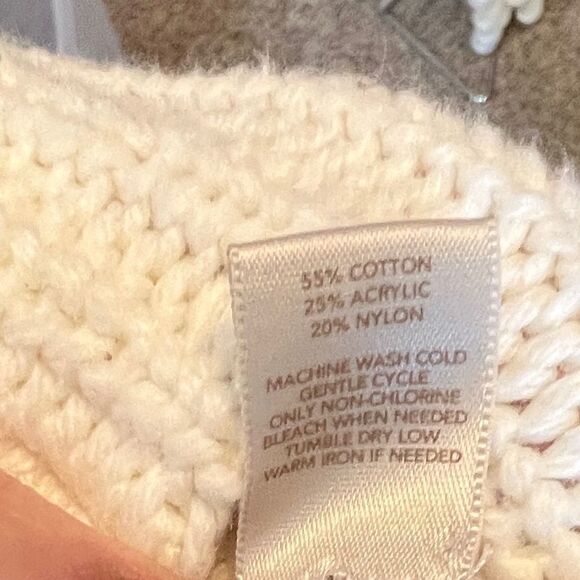 55% COTTON
25% ACRYLIC
20% NYLON
MACHINE WASH COLD
GENTLE CYCLE
ONLY NON-CHLORINE
BLEACH WHEN NEEDED
TUMBLE DRY LOW
WARM IRON IF NEEDED